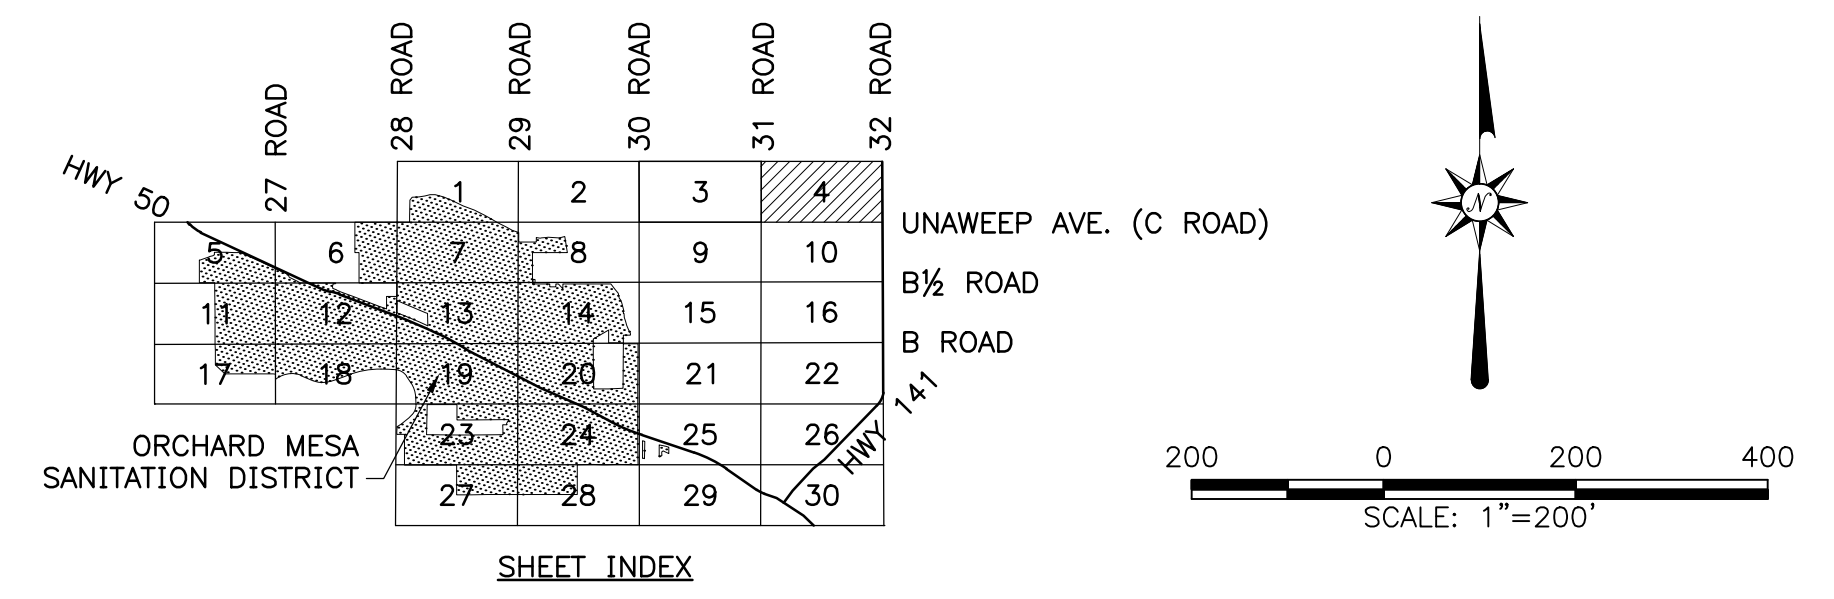 27 ROAD
28 ROAD
29 ROAD
30 ROAD
31 ROAD
32 ROAD
HWY 50
1 2 3 4
UNAWEEP AVE. (C ROAD)
5 6 7 8 9 10
B½ ROAD
11 12 13 14 15 16
B ROAD
17 18 19 20 21 22
HWY 141
23 24 25 26
ORCHARD MESA
SANITATION DISTRICT
27 28 29 30
SHEET INDEX
N
200 0 200 400
SCALE: 1"=200'